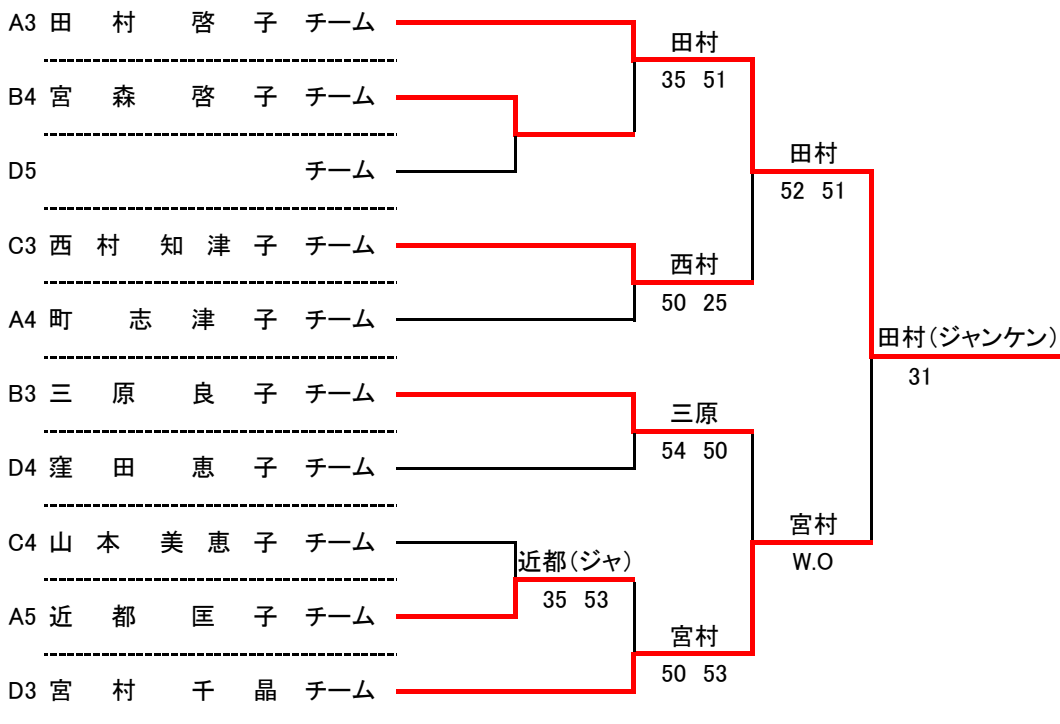 A3 田村啓子 チーム
田村
35 51
B4 宮森啓子 チーム
田村
D5 チーム
52 51
C3 西村知津子 チーム
西村
50 25
A4 町志津子 チーム
田村(ジャンケン)
31
B3 三原良子 チーム
三原
54 50
D4 窪田恵子 チーム
宮村
W.O
C4 山本美恵子 チーム
近都(ジャ)
35 53
A5 近都匡子 チーム
宮村
50 53
D3 宮村千晶 チーム